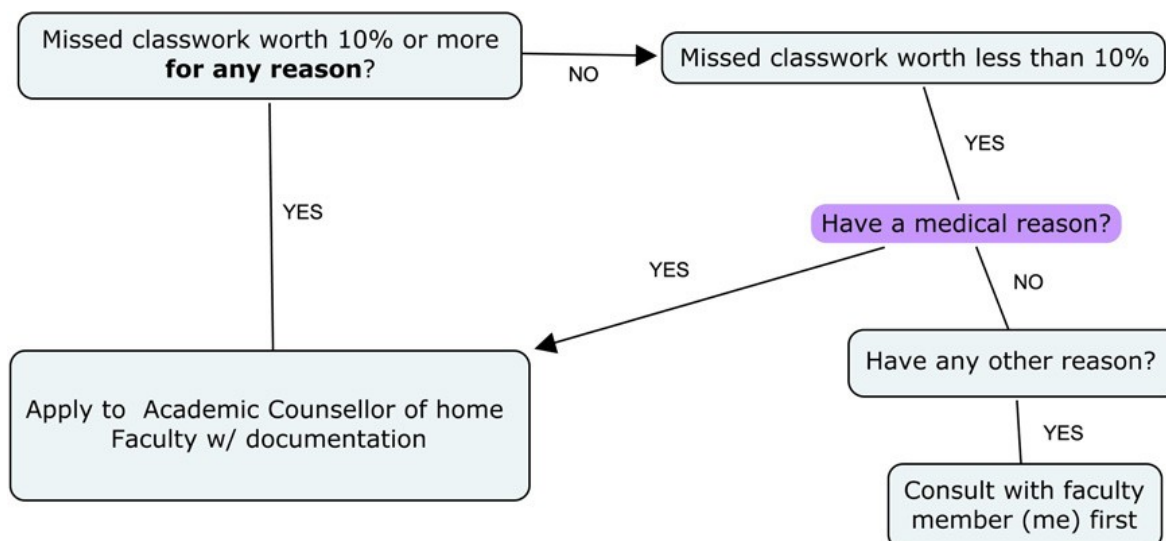 Missed classwork worth 10% or more
for any reason?
NO
Missed classwork worth less than 10%
YES
YES
Have a medical reason?
YES
NO
Have any other reason?
Apply to Academic Counsellor of home
Faculty w/ documentation
YES
Consult with faculty
member (me) first